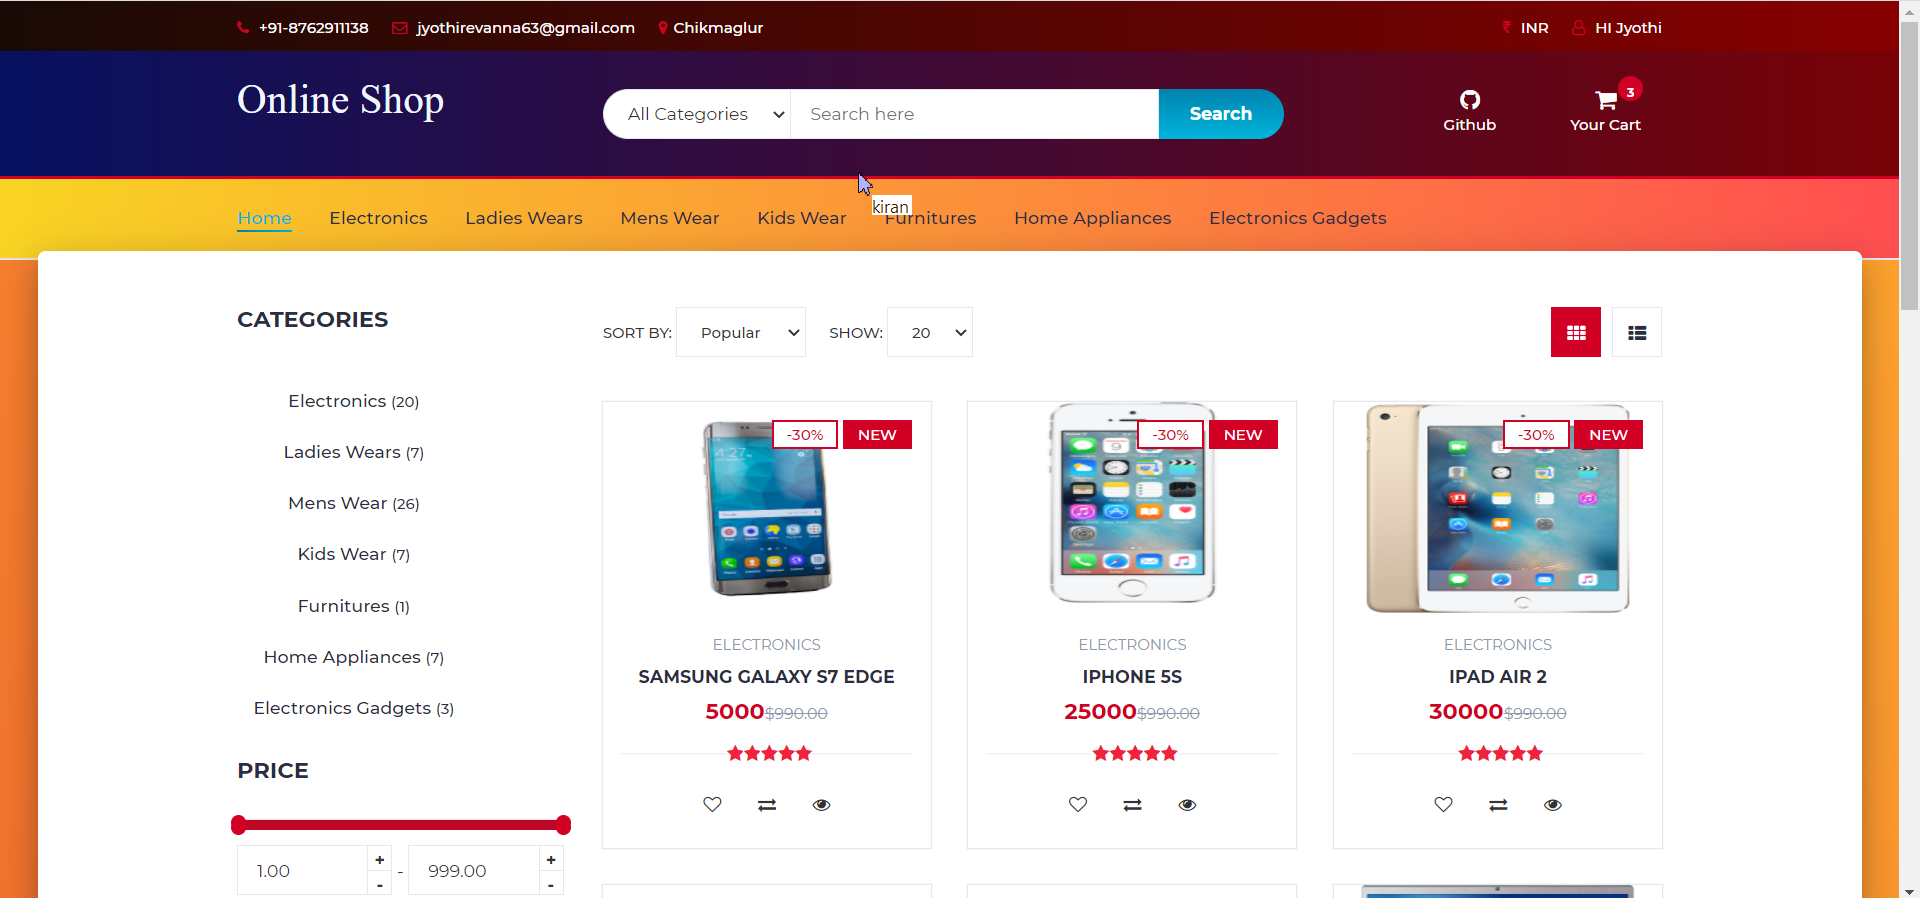 +91-8762911138 jyothirevanna63@gmail.com Chikmaglur INR HI Jyothi
Online Shop
All Categories Search here Search
Github
3
Your Cart
kiran
Home Electronics Ladies Wears Mens Wear Kids Wear Furnitures Home Appliances Electronics Gadgets
CATEGORIES
Electronics (20)
Ladies Wears (7)
Mens Wear (26)
Kids Wear (7)
Furnitures (1)
Home Appliances (7)
Electronics Gadgets (3)
PRICE
1.00 + - - 999.00 + -
SORT BY: Popular SHOW: 20
-30% NEW
ELECTRONICS
SAMSUNG GALAXY S7 EDGE
5000 $990.00
-30% NEW
ELECTRONICS
IPHONE 5S
25000 $990.00
-30% NEW
ELECTRONICS
IPAD AIR 2
30000 $990.00